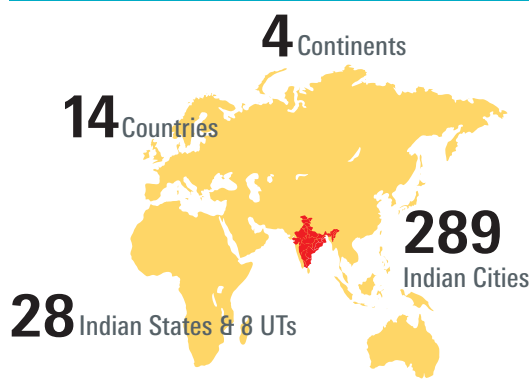 4 Continents
14 Countries
289
Indian Cities
28 Indian States & 8 UTs